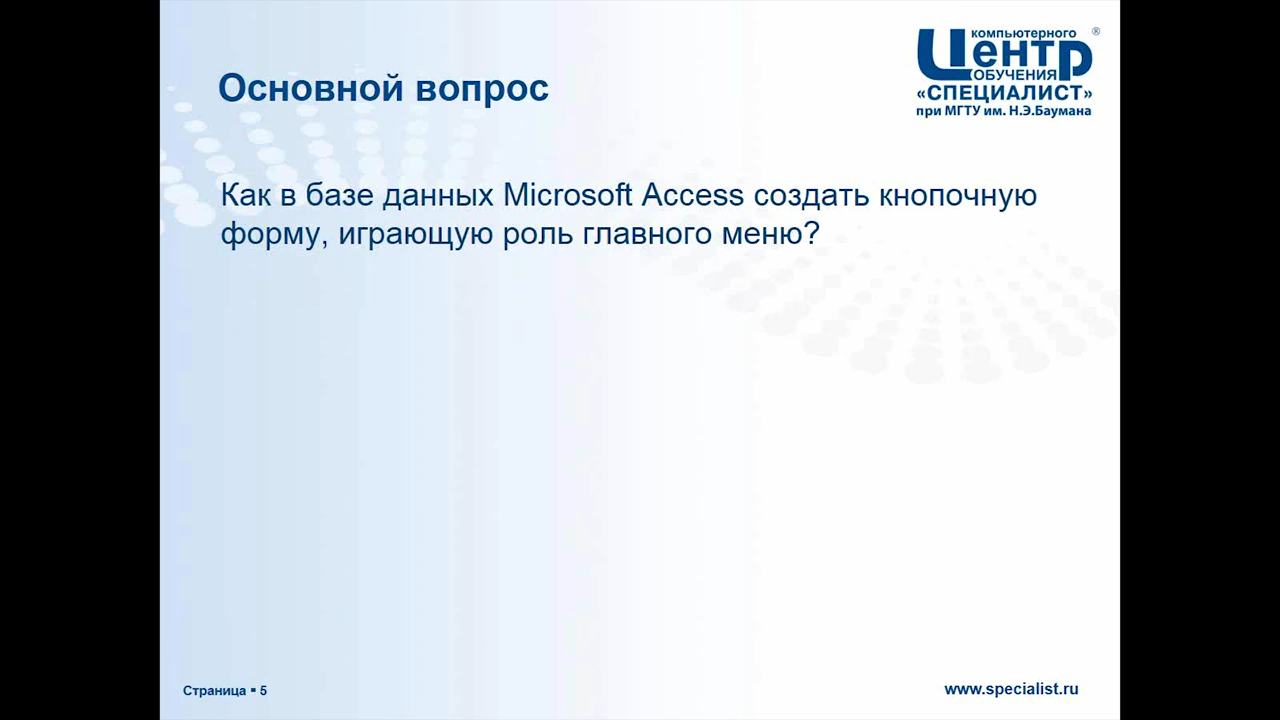 компьютерного
Центр ®
ОБУЧЕНИЯ
«СПЕЦИАЛИСТ»
при МГТУ им. Н.Э.Баумана
Основной вопрос
Как в базе данных Microsoft Access создать кнопочную
форму, играющую роль главного меню?
Страница ▪ 5
www.specialist.ru